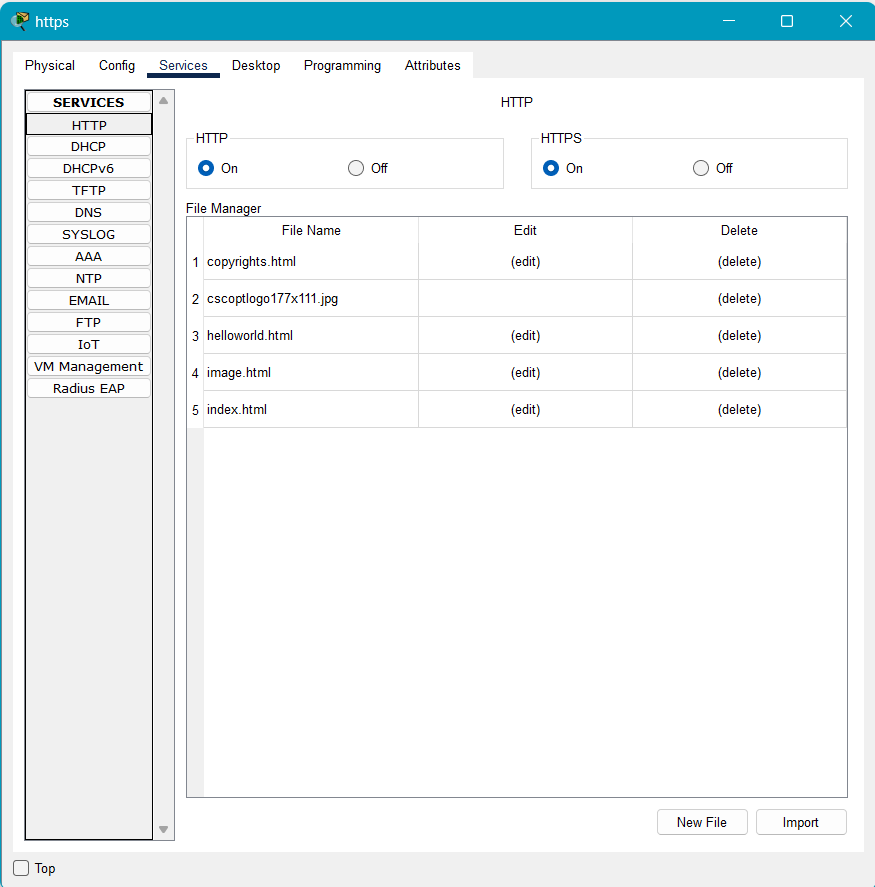 https
Physical Config Services Desktop Programming Attributes
SERVICES
HTTP
DHCP
DHCPv6
TFTP
DNS
SYSLOG
AAA
NTP
EMAIL
FTP
IoT
VM Management
Radius EAP
HTTP
HTTP
On Off
HTTPS
On Off
File Manager
File Name Edit Delete
1 copyrights.html (edit) (delete)
2 cscoptlogo177x111.jpg (delete)
3 helloworld.html (edit) (delete)
4 image.html (edit) (delete)
5 index.html (edit) (delete)
New File Import
Top